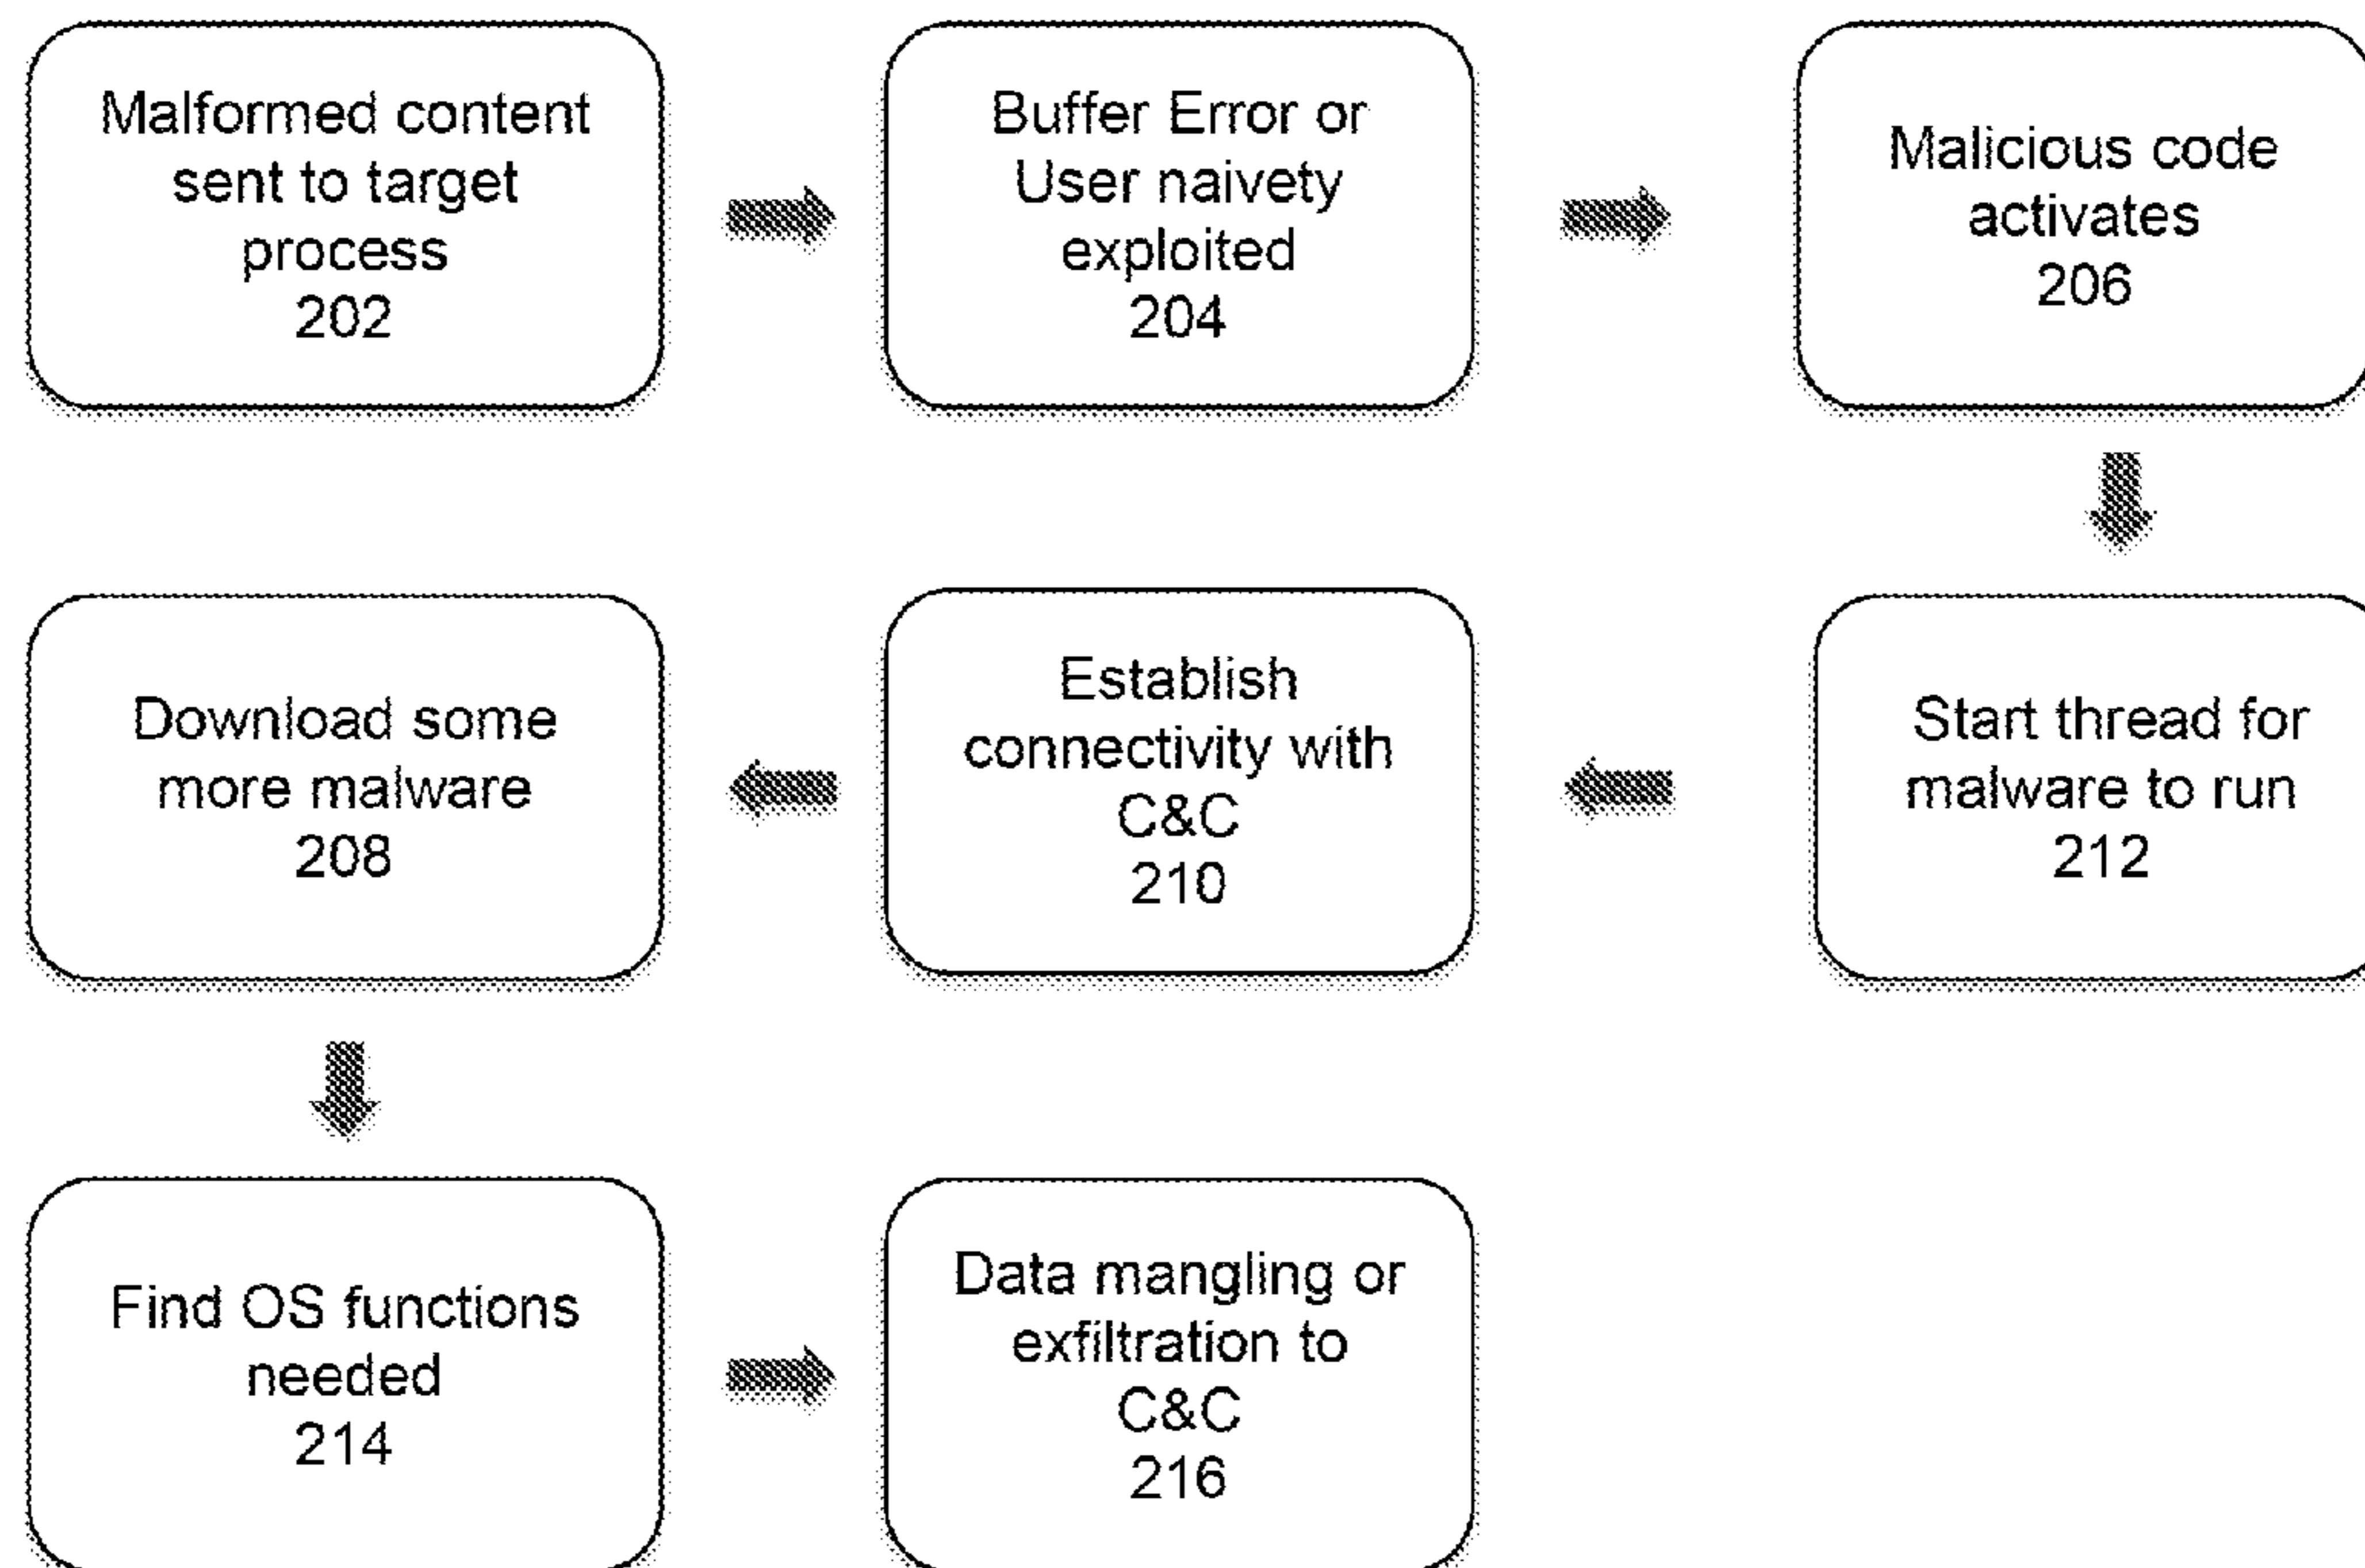 Malformed content
sent to target
process
202
Buffer Error or
User naivety
exploited
204
Malicious code
activates
206
Download some
more malware
208
Establish
connectivity with
C&C
210
Start thread for
malware to run
212
Find OS functions
needed
214
Data mangling or
exfiltration to
C&C
216